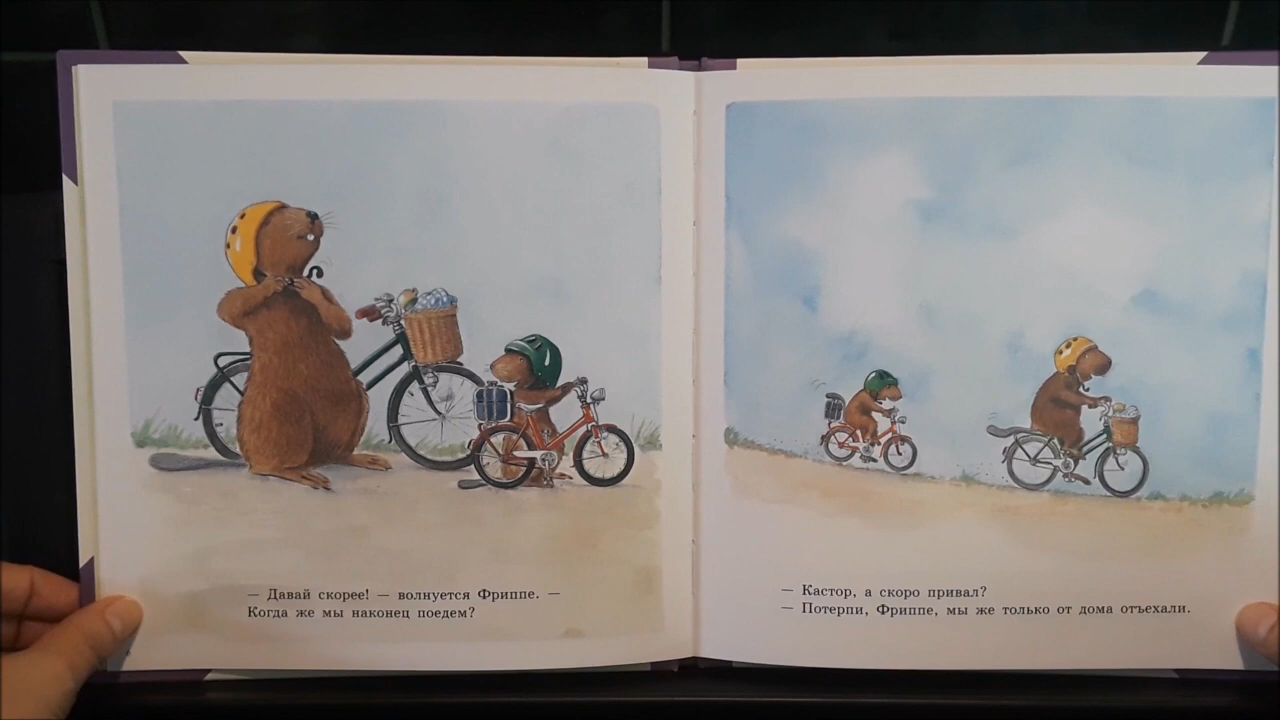 — Давай скорее! — волнуется Фриппе. —
Когда же мы наконец поедем?
— Кастор, а скоро привал?
— Потерпи, Фриппе, мы же только от дома отъехали.